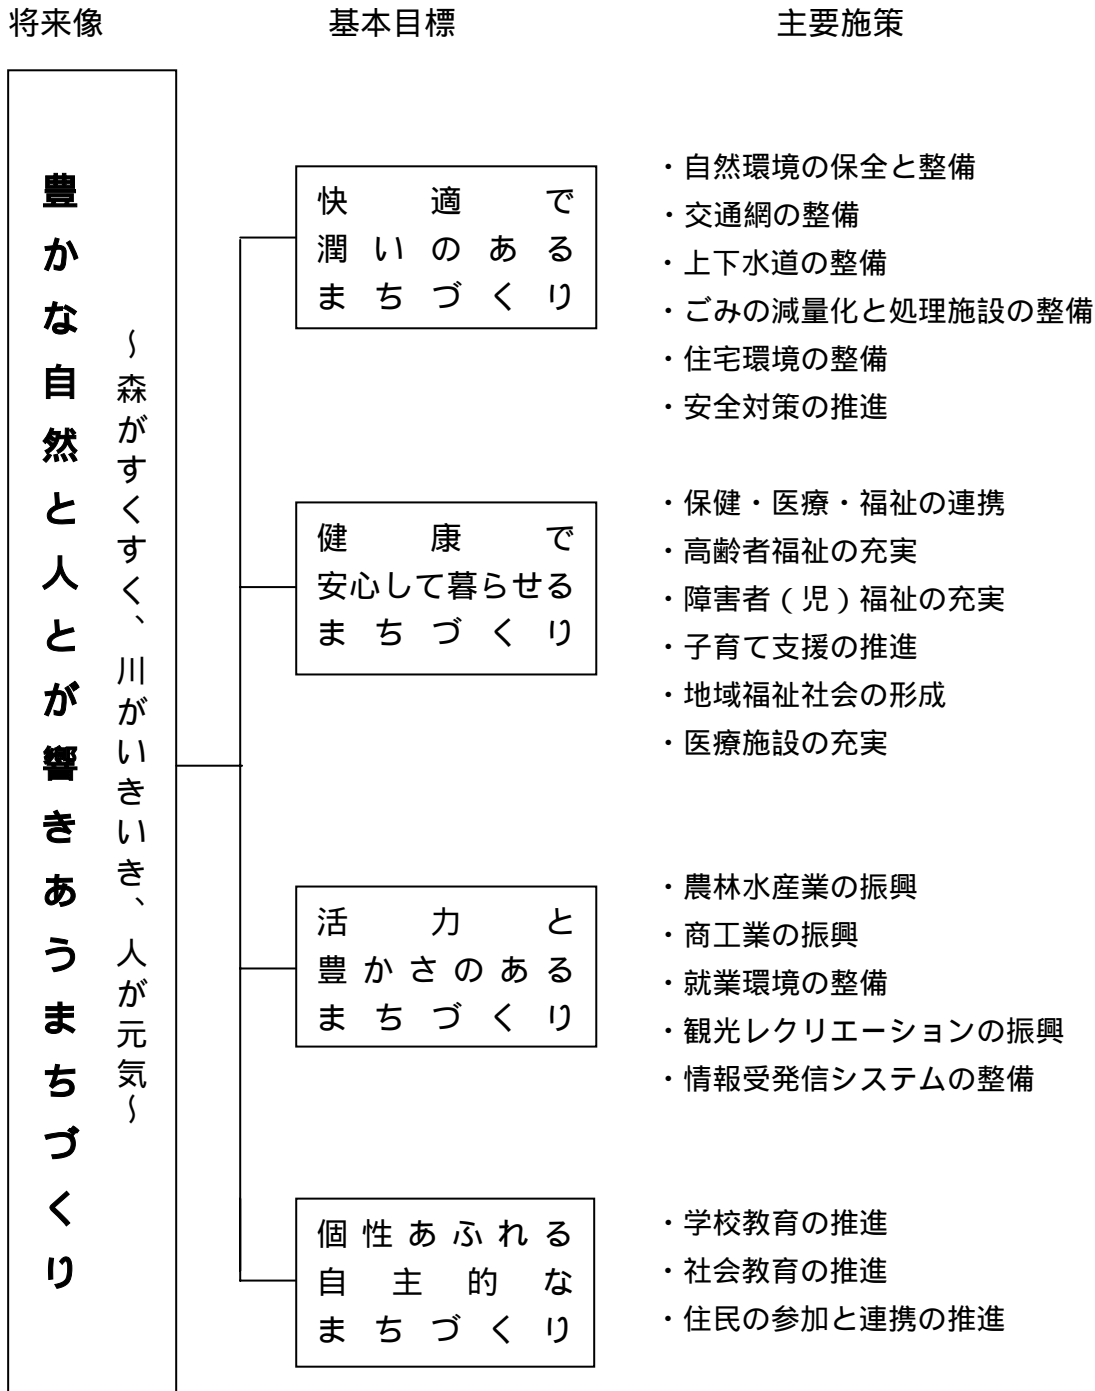 将来像 基本目標 主要施策
豊かな自然と人とが響きあうまちづくり
～森がすくすく、川がいきいき、人が元気～
快適で
潤いのある
まちづくり
・自然環境の保全と整備
・交通網の整備
・上下水道の整備
・ごみの減量化と処理施設の整備
・住宅環境の整備
・安全対策の推進
健康で
安心して暮らせる
まちづくり
・保健・医療・福祉の連携
・高齢者福祉の充実
・障害者（児）福祉の充実
・子育て支援の推進
・地域福祉社会の形成
・医療施設の充実
活力と
豊かさのある
まちづくり
・農林水産業の振興
・商工業の振興
・就業環境の整備
・観光レクリエーションの振興
・情報受発信システムの整備
個性あふれる
自主的な
まちづくり
・学校教育の推進
・社会教育の推進
・住民の参加と連携の推進